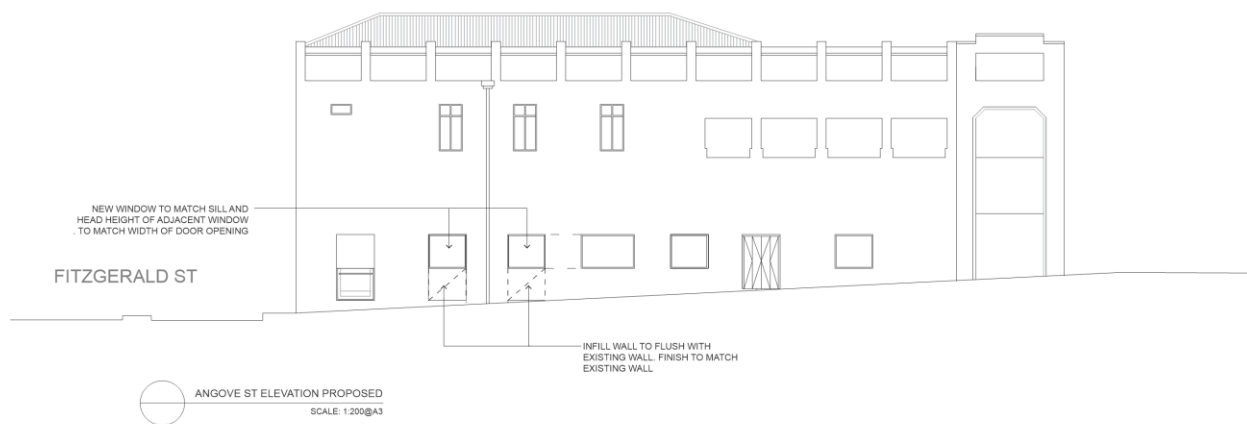 NEW WINDOW TO MATCH SILL AND
HEAD HEIGHT OF ADJACENT WINDOW
. TO MATCH WIDTH OF DOOR OPENING
FITZGERALD ST
INFILL WALL TO FLUSH WITH
EXISTING WALL. FINISH TO MATCH
EXISTING WALL
ANGOVE ST ELEVATION PROPOSED
SCALE: 1:200@A3